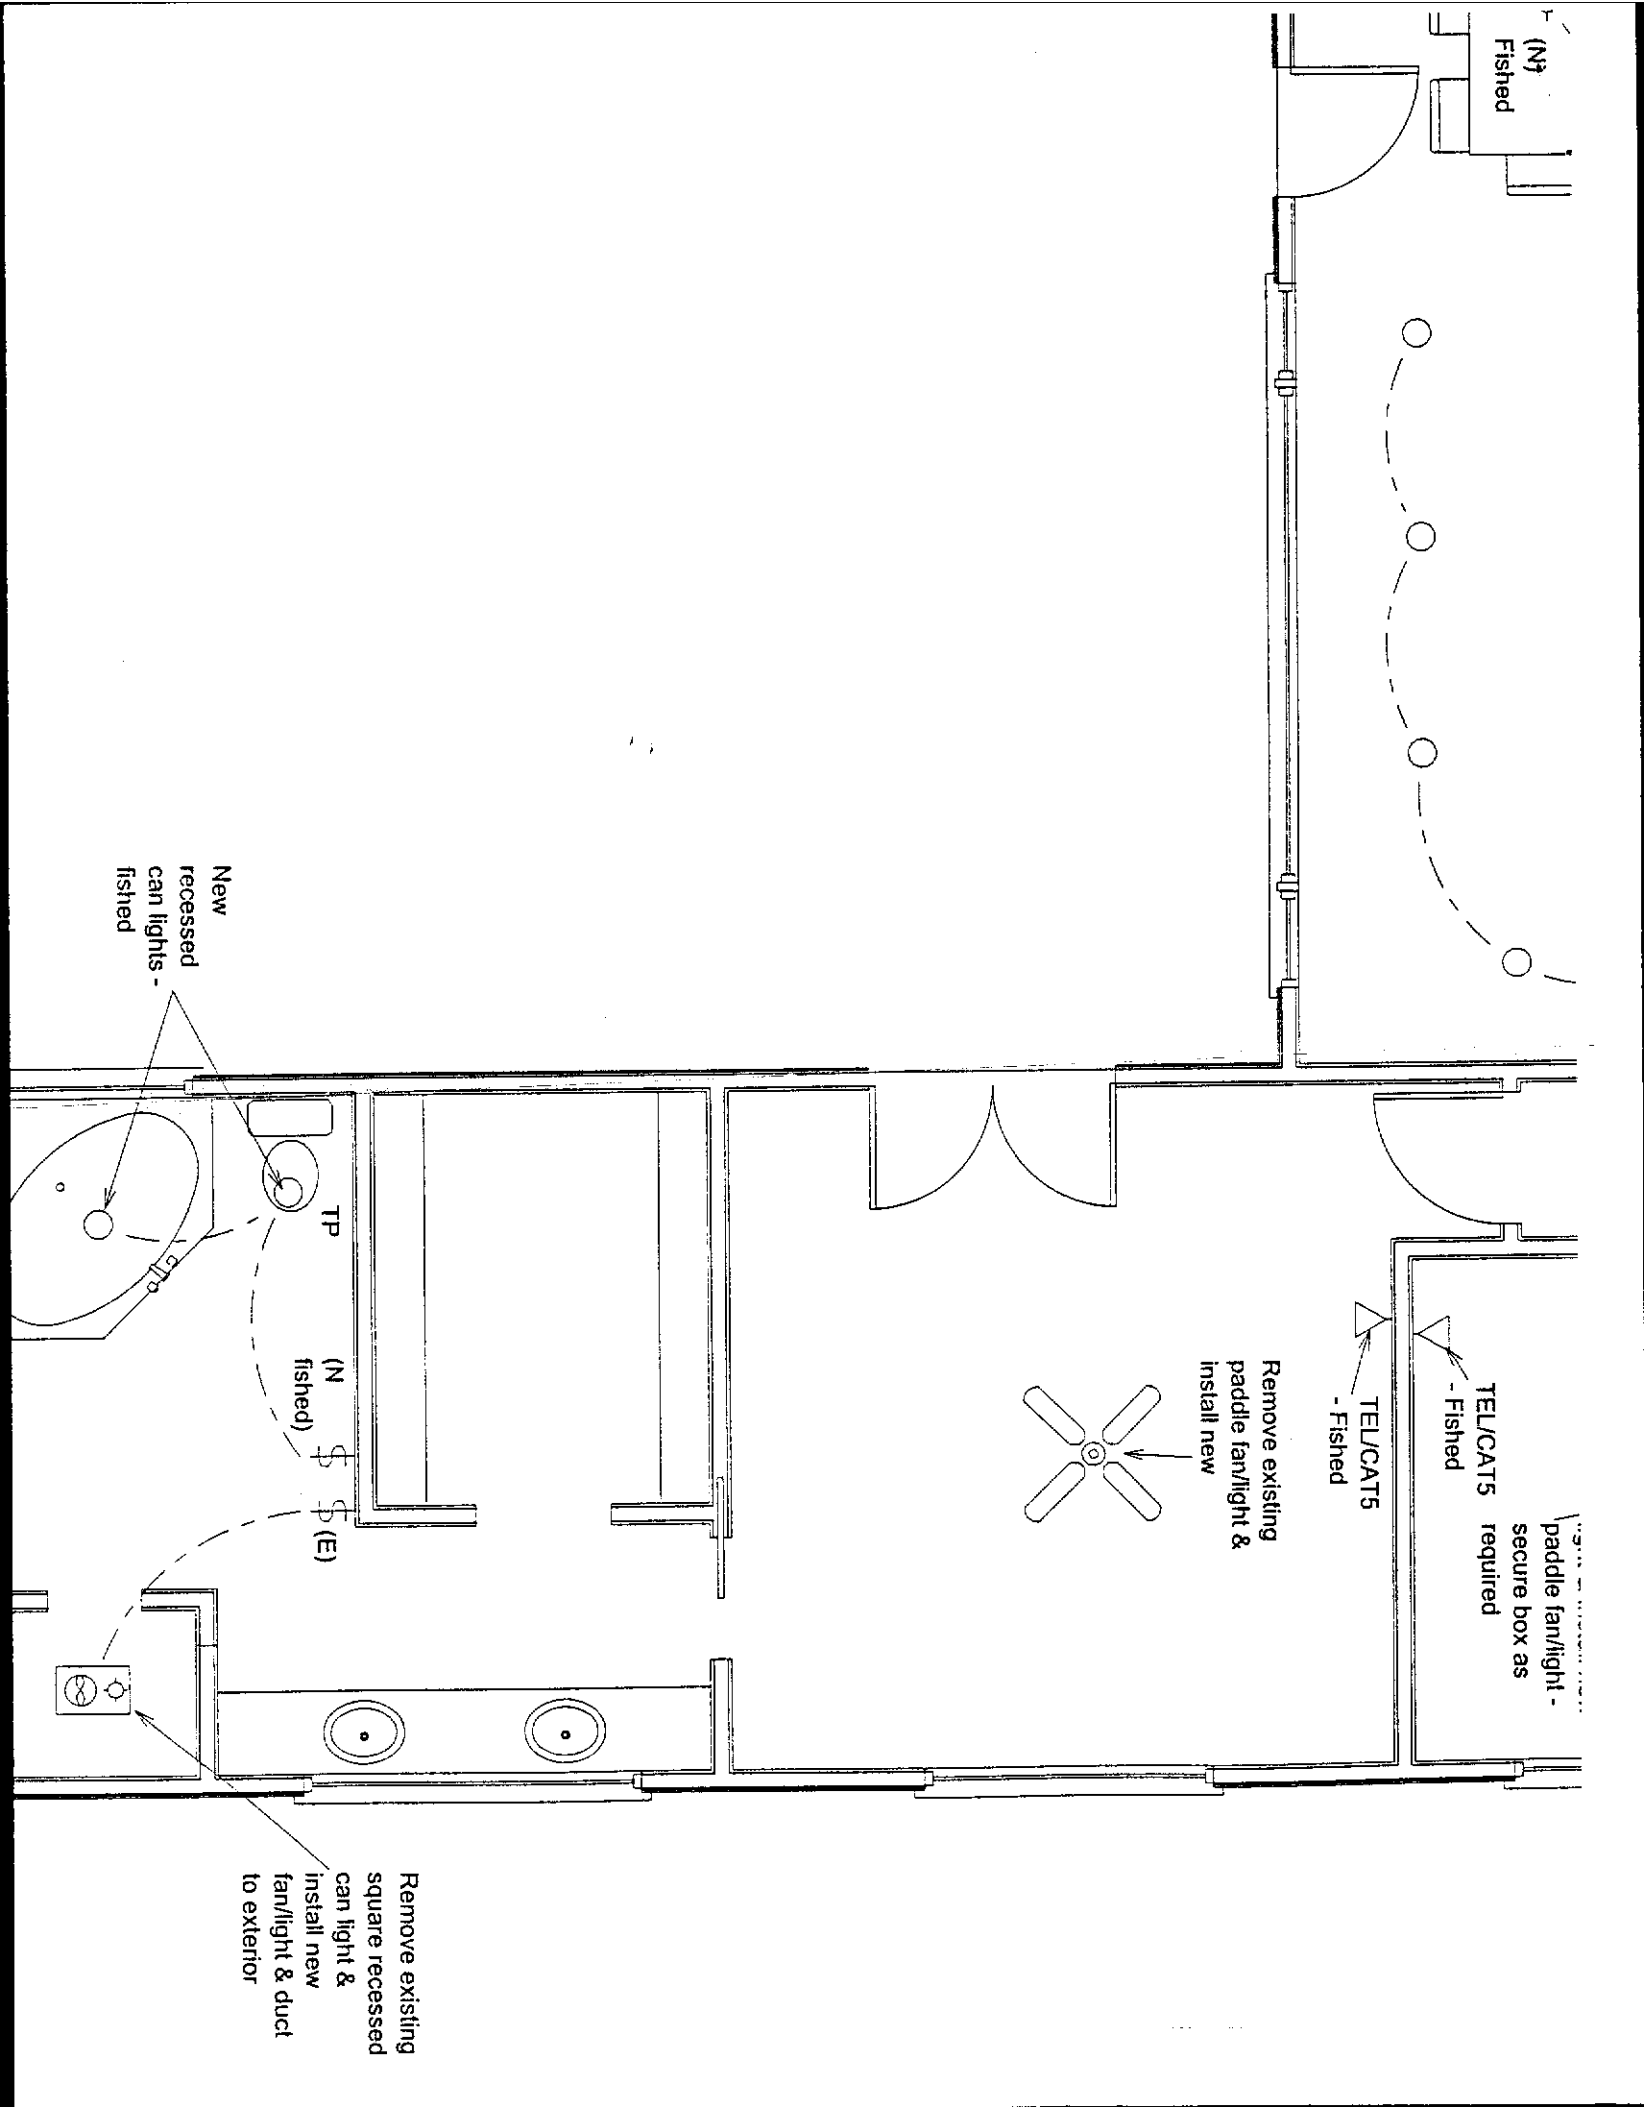 (N)
Fished
paddle fan/light -
secure box as
required
TEL/CAT5
- Fished
TEL/CAT5
- Fished
Remove existing
paddle fan/light &
install new
New
recessed
can lights -
fished
TP
(N
fished)
(E)
Remove existing
square recessed
can light &
install new
fan/light & duct
to exterior